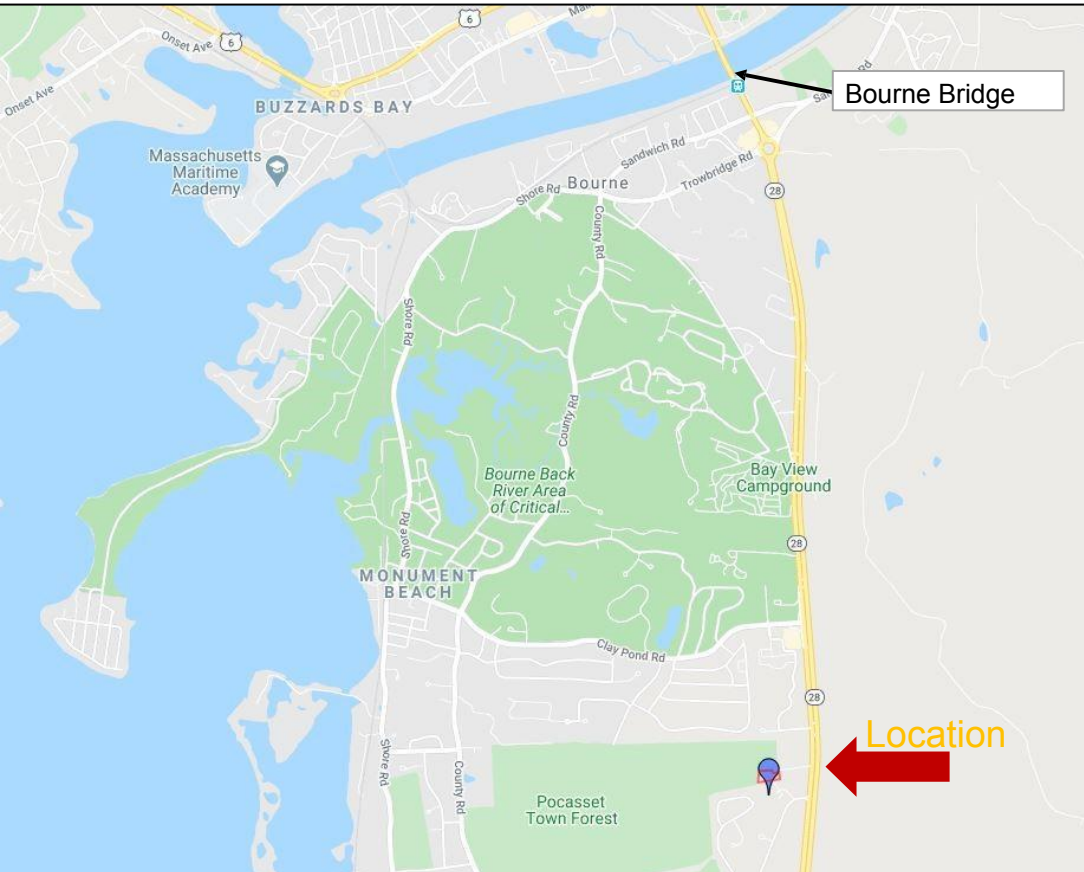 6
Main
Onset Ave
6
Onset Ave
BUZZARDS BAY
Bourne Bridge
Massachusetts
Maritime
Academy
Sandwich Rd
Trowbridge Rd
Shore Rd
Bourne
28
County Rd
Shore Rd
County Rd
Bourne Back
River Area
of Critical...
Bay View
Campground
Shore Rd
28
MONUMENT
BEACH
Clay Pond Rd
28
Location
Shore Rd
County Rd
Pocasset
Town Forest